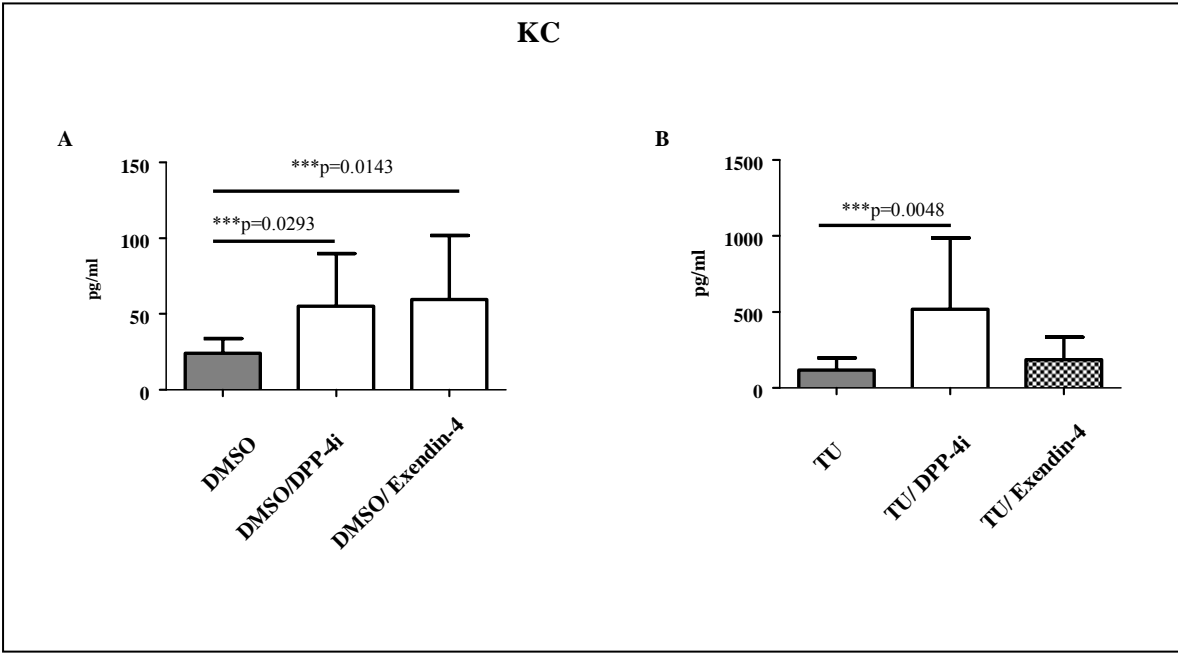 KC
A
150
100
50
0
pg/ml
***p=0.0143
***p=0.0293
DMSO
DMSO/DPP-4i
DMSO/ Exendin-4
B
1500
1000
500
0
pg/ml
***p=0.0048
TU
TU/ DPP-4i
TU/ Exendin-4